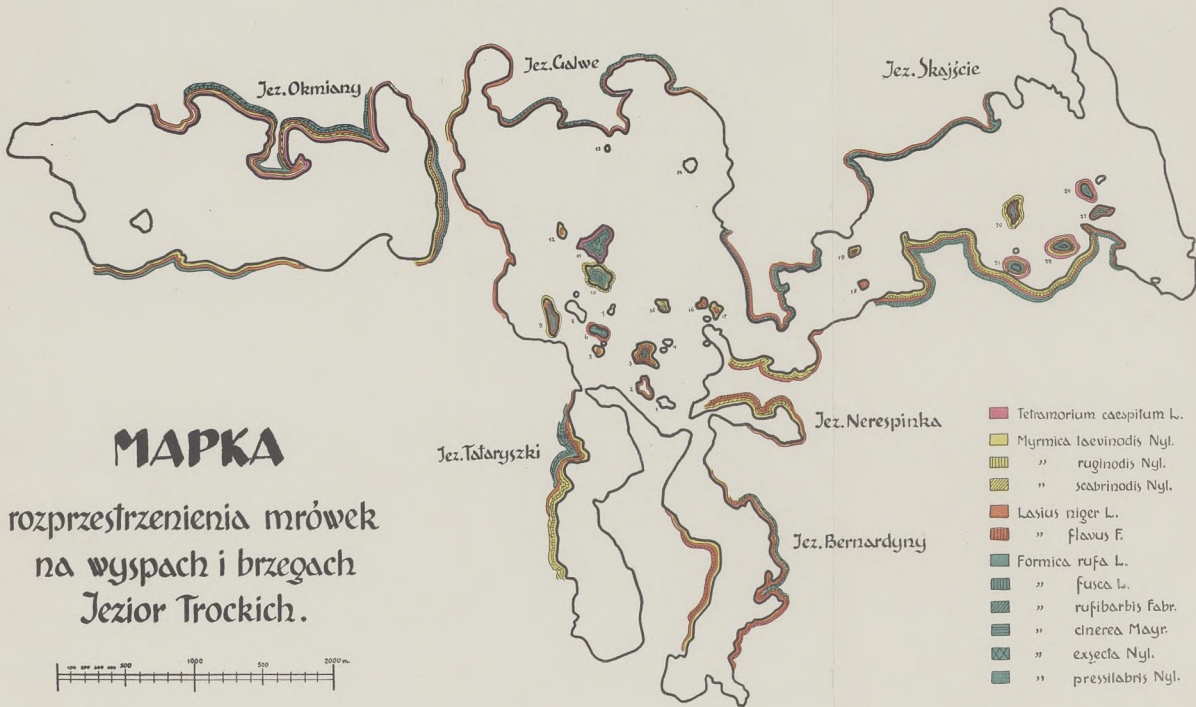 Jez. Okmiany
Jez. Galwe
Jez. Skajście
Jez. Tataryszki
Jez. Nerespinka
Jez. Bernardyny
MAPKA
rozprzestrzenienia mrówek
na wyspach i brzegach
Jezior Trockich.
500 1000 500 2000 m.
Tetramorium caespitum L.
Myrmica laevinodis Nyl.
" ruginodis Nyl.
" scabrinodis Nyl.
Lasius niger L.
" flavus F.
Formica rufa L.
" fusca L.
" rufibarbis Fabr.
" cinerea Mayr.
" exsecta Nyl.
" pressilabris Nyl.